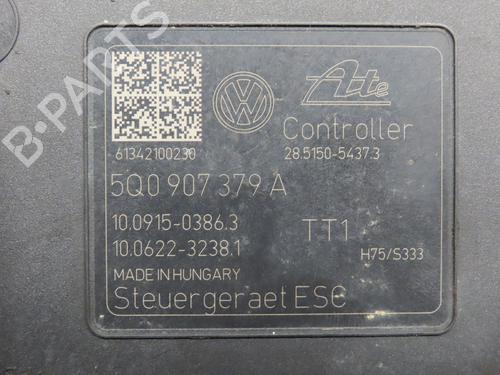 B-PARTS
Ate
Controller
61342100230
28.5150-5437.3
5Q0 907 379 A
10.0915-0386.3
TT1
10.0622-3238.1
H75/S333
MADE IN HUNGARY
Steuergeraet ESC